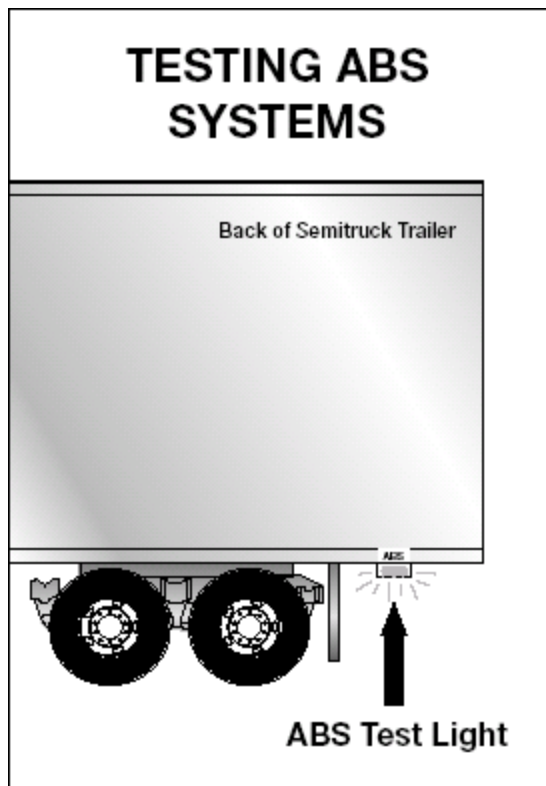 TESTING ABS
SYSTEMS
Back of Semitruck Trailer
ABS
ABS Test Light